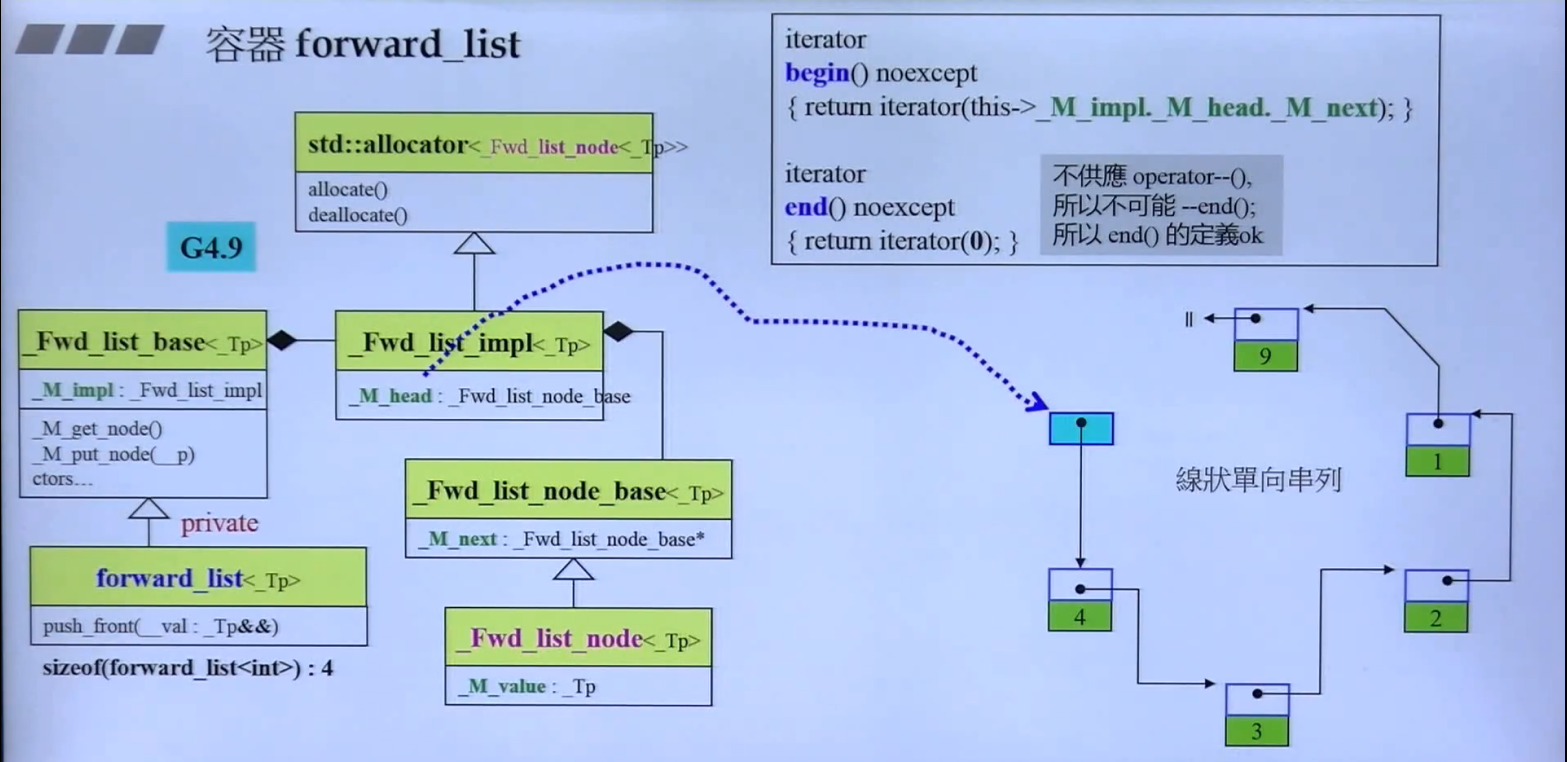 容器 forward_list
iterator
begin() noexcept
{ return iterator(this->_M_impl._M_head._M_next); }
iterator
end() noexcept
{ return iterator(0); }
不供應 operator--(),
所以不可能 --end();
所以 end() 的定義ok
std::allocator<_Fwd_list_node<_Tp>>
allocate()
deallocate()
G4.9
_Fwd_list_base<_Tp>
_M_impl : _Fwd_list_impl
_M_get_node()
_M_put_node(__p)
ctors...
_Fwd_list_impl<_Tp>
_M_head : _Fwd_list_node_base
_Fwd_list_node_base<_Tp>
_M_next : _Fwd_list_node_base*
private
forward_list<_Tp>
push_front(__val : _Tp&&)
sizeof(forward_list<int>) : 4
_Fwd_list_node<_Tp>
_M_value : _Tp
9
1
線狀單向串列
4
2
3